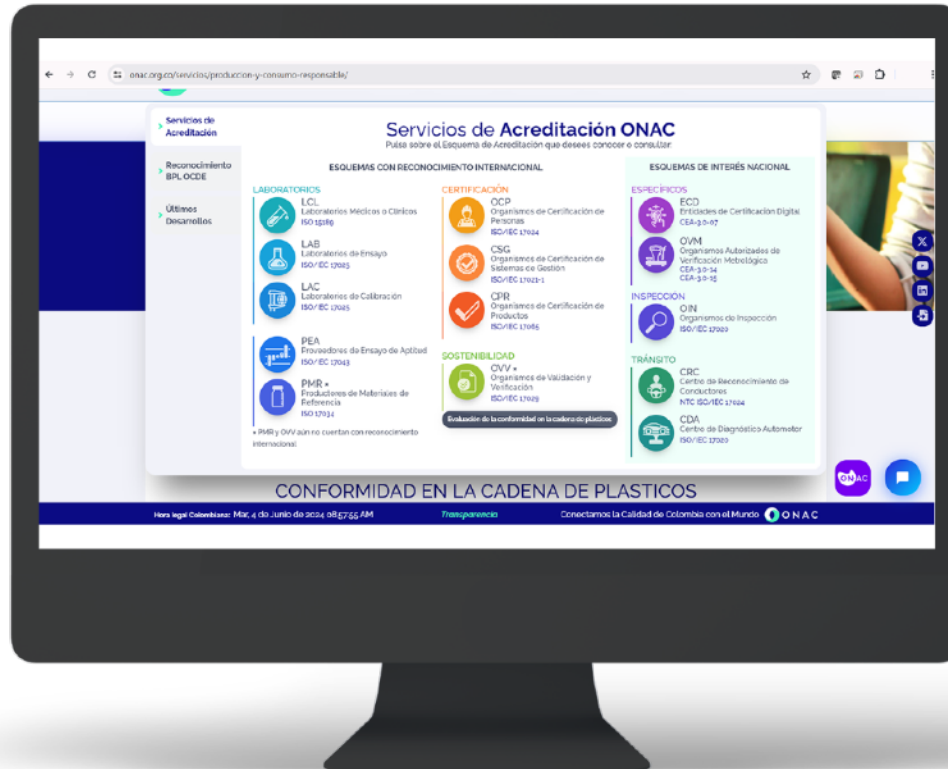 onac.org.co/servicios/produccion-y-consumo-responsable/
Servicios de
Acreditación
Reconocimiento
BPL OCDE
Últimos
Desarrollos
Servicios de Acreditación ONAC
Pulsa sobre el Esquema de Acreditación que desees conocer o consultar:
ESQUEMAS CON RECONOCIMIENTO INTERNACIONAL
LABORATORIOS
LCL
Laboratorios Médicos o Clínicos
ISO 15189
LAB
Laboratorios de Ensayo
ISO/IEC 17025
LAC
Laboratorios de Calibración
ISO/IEC 17025
PEA
Proveedores de Ensayo de Aptitud
ISO/IEC 17043
PMR *
Productores de Materiales de
Referencia
ISO 17034
* PMR y OVV aún no cuentan con reconocimiento
internacional
CERTIFICACIÓN
OCP
Organismos de Certificación de
Personas
ISO/IEC 17024
CSG
Organismos de Certificación de
Sistemas de Gestión
ISO/IEC 17021-1
CPR
Organismos de Certificación de
Productos
ISO/IEC 17065
SOSTENIBILIDAD
OVV *
Organismos de Validación y
Verificación
ISO/IEC 17029
Evaluación de la conformidad en la cadena de plásticos
ESQUEMAS DE INTERÉS NACIONAL
ESPECÍFICOS
ECD
Entidades de Certificación Digital
CEA-3.0-07
OVM
Organismos Autorizados de
Verificación Metrológica
CEA-3.0-14
CEA-3.0-15
INSPECCIÓN
OIN
Organismos de Inspección
ISO/IEC 17020
TRÁNSITO
CRC
Centro de Reconocimiento de
Conductores
NTC ISO/IEC 17024
CDA
Centro de Diagnóstico Automotor
ISO/IEC 17020
ONAC
CONFORMIDAD EN LA CADENA DE PLASTICOS
Hora legal Colombiana: Mar, 4 de Junio de 2024 08:57:55 AM
Transparencia
Conectamos la Calidad de Colombia con el Mundo
ONAC